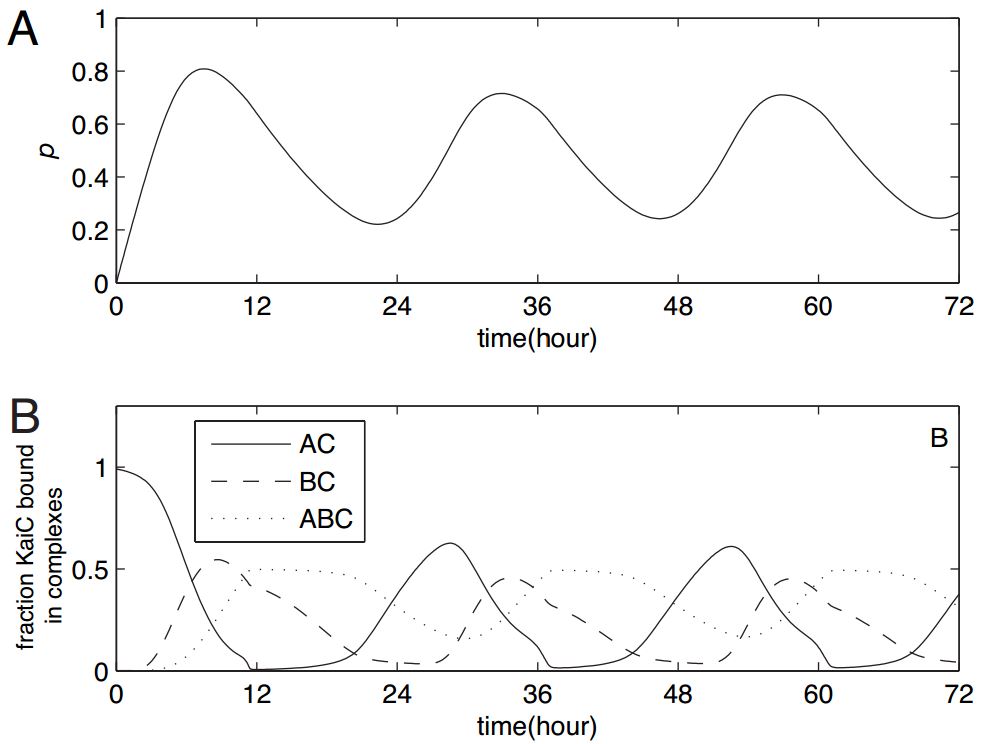 A
1
0.8
0.6
p
0.4
0.2
0
0 12 24 36 48 60 72
time(hour)
B
B
AC
BC
ABC
fraction KaiC bound
in complexes
1
0.5
0
0 12 24 36 48 60 72
time(hour)